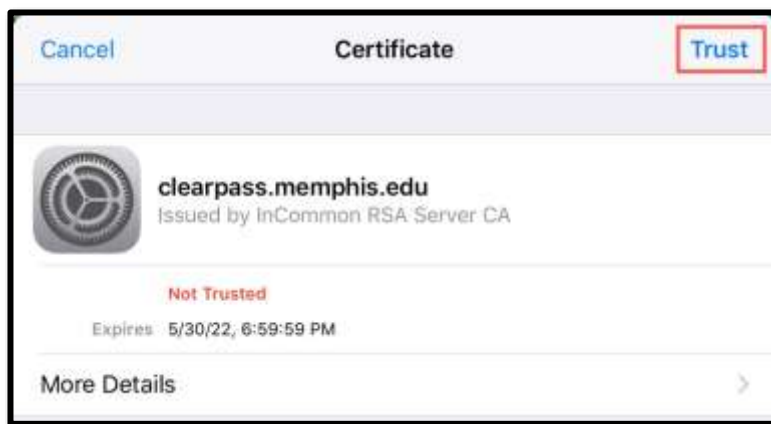 Cancel Certificate Trust
clearpass.memphis.edu
Issued by InCommon RSA Server CA
Not Trusted
Expires 5/30/22, 6:59:59 PM
More Details